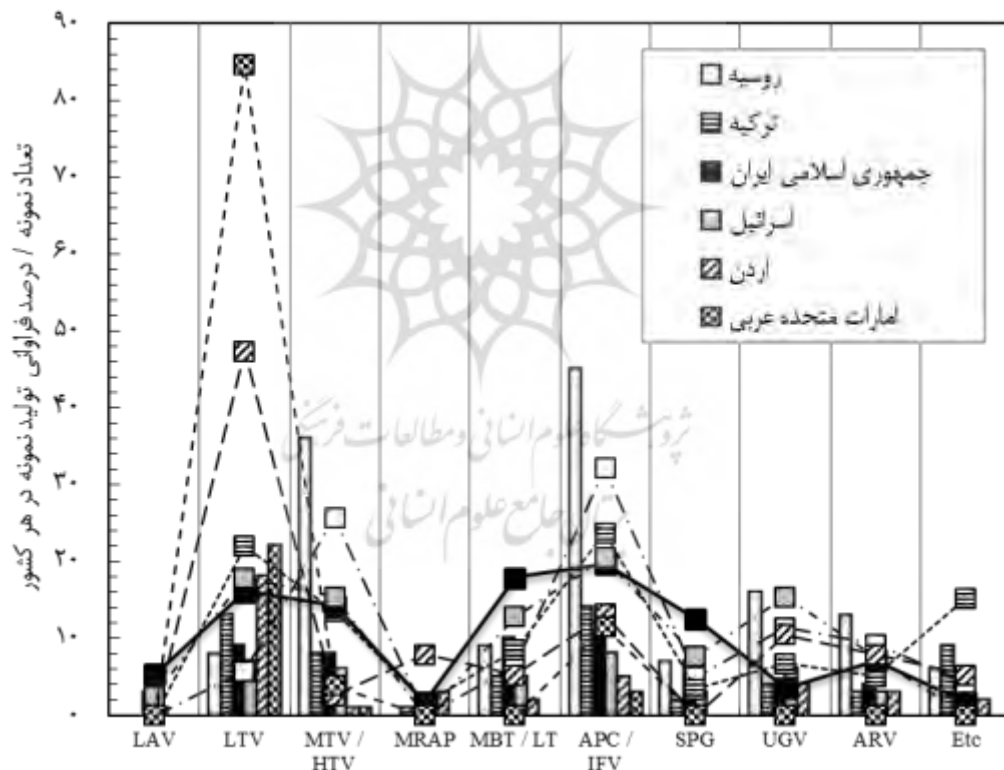 تعداد نمونه / درصد فراوانی تولید نمونه در هر کشور
۹۰
۸۰
۷۰
۶۰
۵۰
۴۰
۳۰
۲۰
۱۰
۰
روسیه
ترکیه
جمهوری اسلامی ایران
اسرائیل
اردن
امارات متحده عربی
پژوهشگاه علوم انسانی و مطالعات فرهنگی
جامع علوم انسانی
LAV LTV MTV / MRAP MBT / LT APC / SPG UGV ARV Etc
HTV IFV